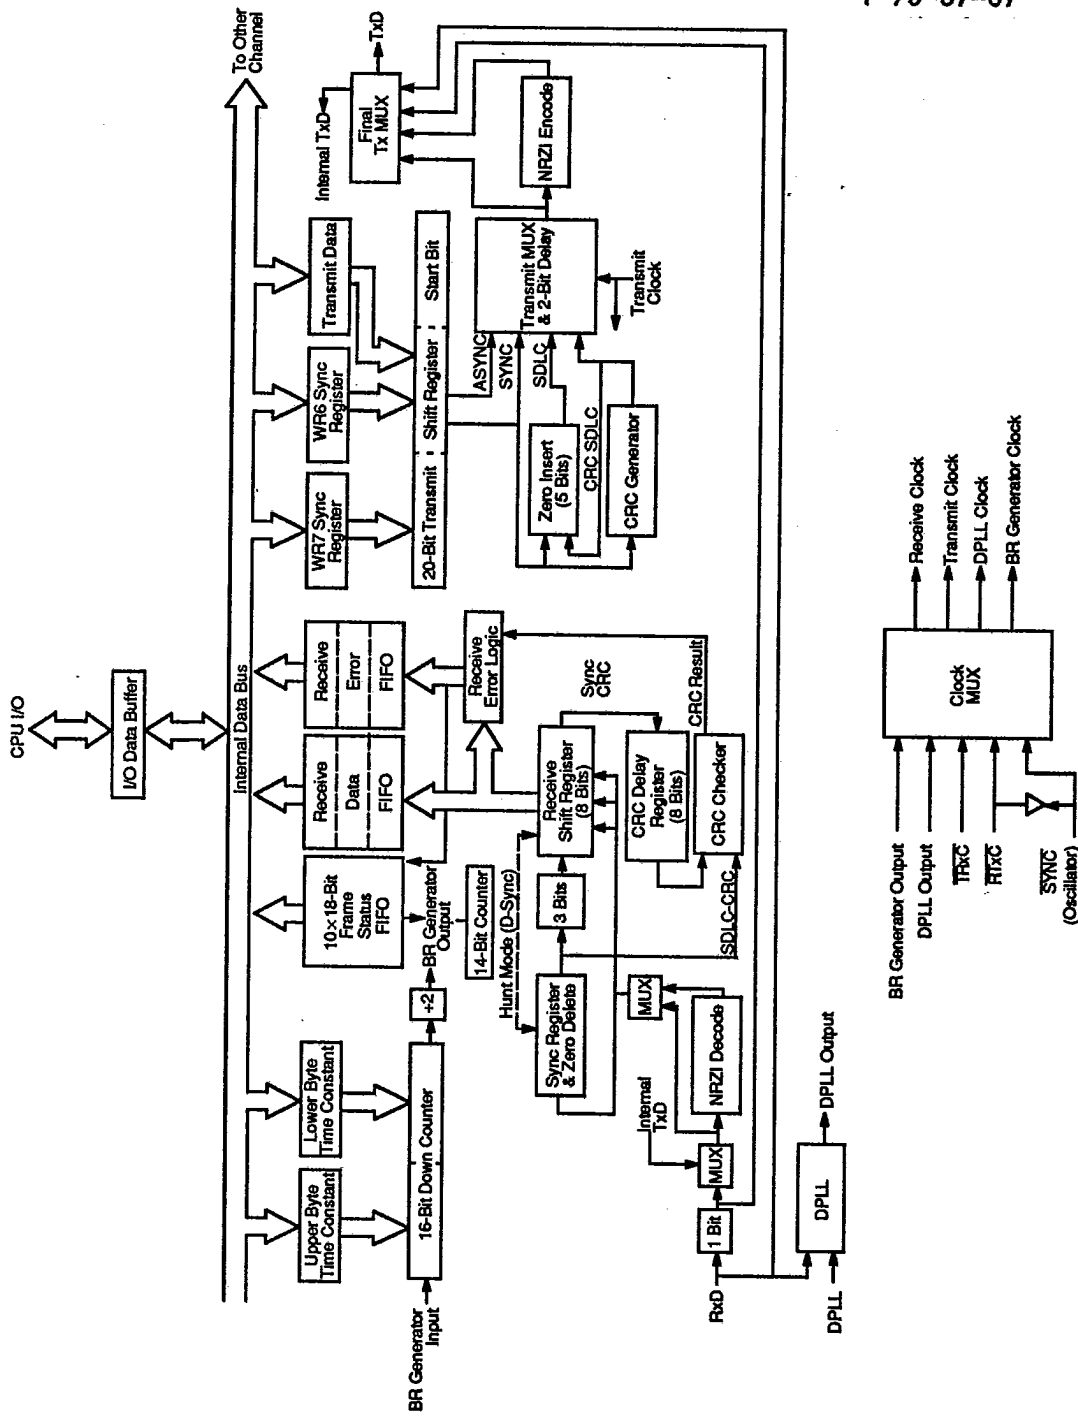 CPU I/O
I/O Data Buffer
Internal Data Bus
To Other
Channel
Upper Byte
Time Constant
Lower Byte
Time Constant
10×18-Bit
Frame
Status
FIFO
Receive
Data
FIFO
Receive
Error
FIFO
WR7 Sync
Register
WR6 Sync
Register
Transmit Data
Internal TxD
Final
Tx MUX
TxD
BR Generator
Input
16-Bit Down Counter
÷2
BR Generator
Output
14-Bit Counter
Receive
Error Logic
20-Bit Transmit
Shift Register
Start Bit
Hunt Mode (D-Sync)
ASYNC
SYNC
SDLC
Sync Register
& Zero Delete
3 Bits
Receive
Shift Register
(8 Bits)
Sync
CRC
Zero Insert
(5 Bits)
CRC SDLC
Transmit MUX
& 2-Bit Delay
NRZI Encode
CRC Generator
Transmit
Clock
Internal
TxD
MUX
CRC Delay
Register
(8 Bits)
CRC Result
SDLC-CRC
CRC Checker
RxD
1 Bit
MUX
NRZI Decode
DPLL
DPLL
DPLL Output
BR Generator Output
DPLL Output
TRxC
RTxC
SYNC
(Oscillator)
Clock
MUX
Receive Clock
Transmit Clock
DPLL Clock
BR Generator Clock